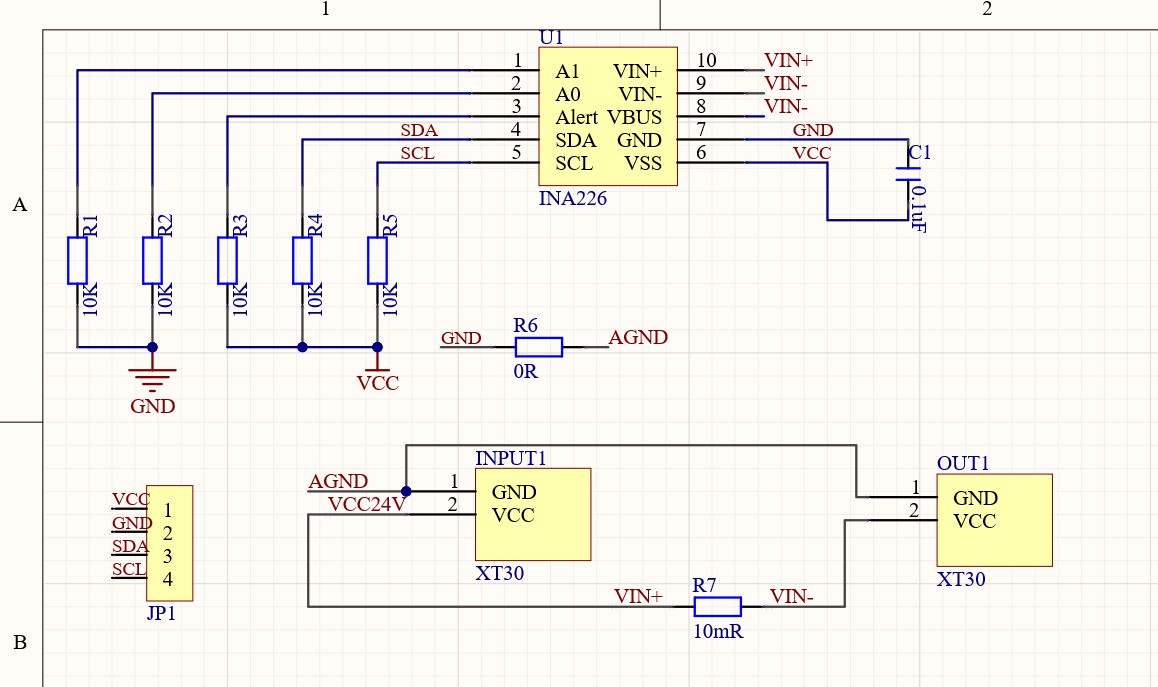 1 2
U1
1 A1 VIN+ 10 VIN+
2 A0 VIN- 9 VIN-
3 Alert VBUS 8 VIN-
SDA 4 SDA GND 7 GND
SCL 5 SCL VSS 6 VCC
INA226
C1
0.1uF
A
R1 R2 R3 R4 R5
10K 10K 10K 10K 10K
GND
VCC
R6
GND AGND
0R
INPUT1
AGND 1 GND
VCC24V 2 VCC
XT30
OUT1
1 GND
2 VCC
XT30
VCC 1
GND 2
SDA 3
SCL 4
JP1
R7
VIN+ VIN-
10mR
B